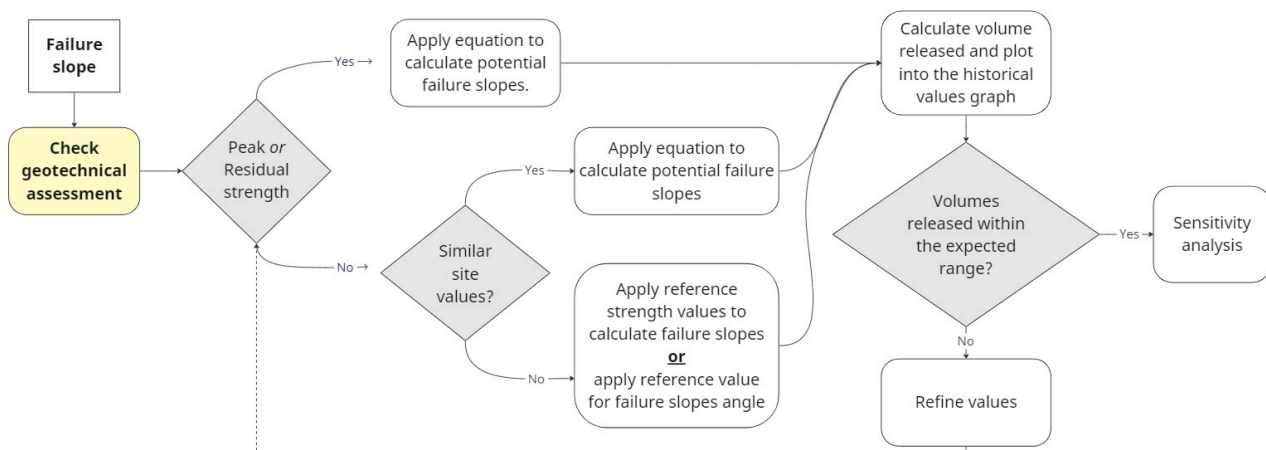 Failure
slope
Check
geotechnical
assessment
Peak or
Residual
strength
Yes →
Apply equation to
calculate potential
failure slopes.
No →
Similar
site
values?
Yes
Apply equation to
calculate potential failure
slopes
No
Apply reference
strength values to
calculate failure slopes
or
apply reference value
for failure slopes angle
Calculate volume
released and plot
into the historical
values graph
Volumes
released within
the expected
range?
Yes
Sensitivity
analysis
No
Refine values